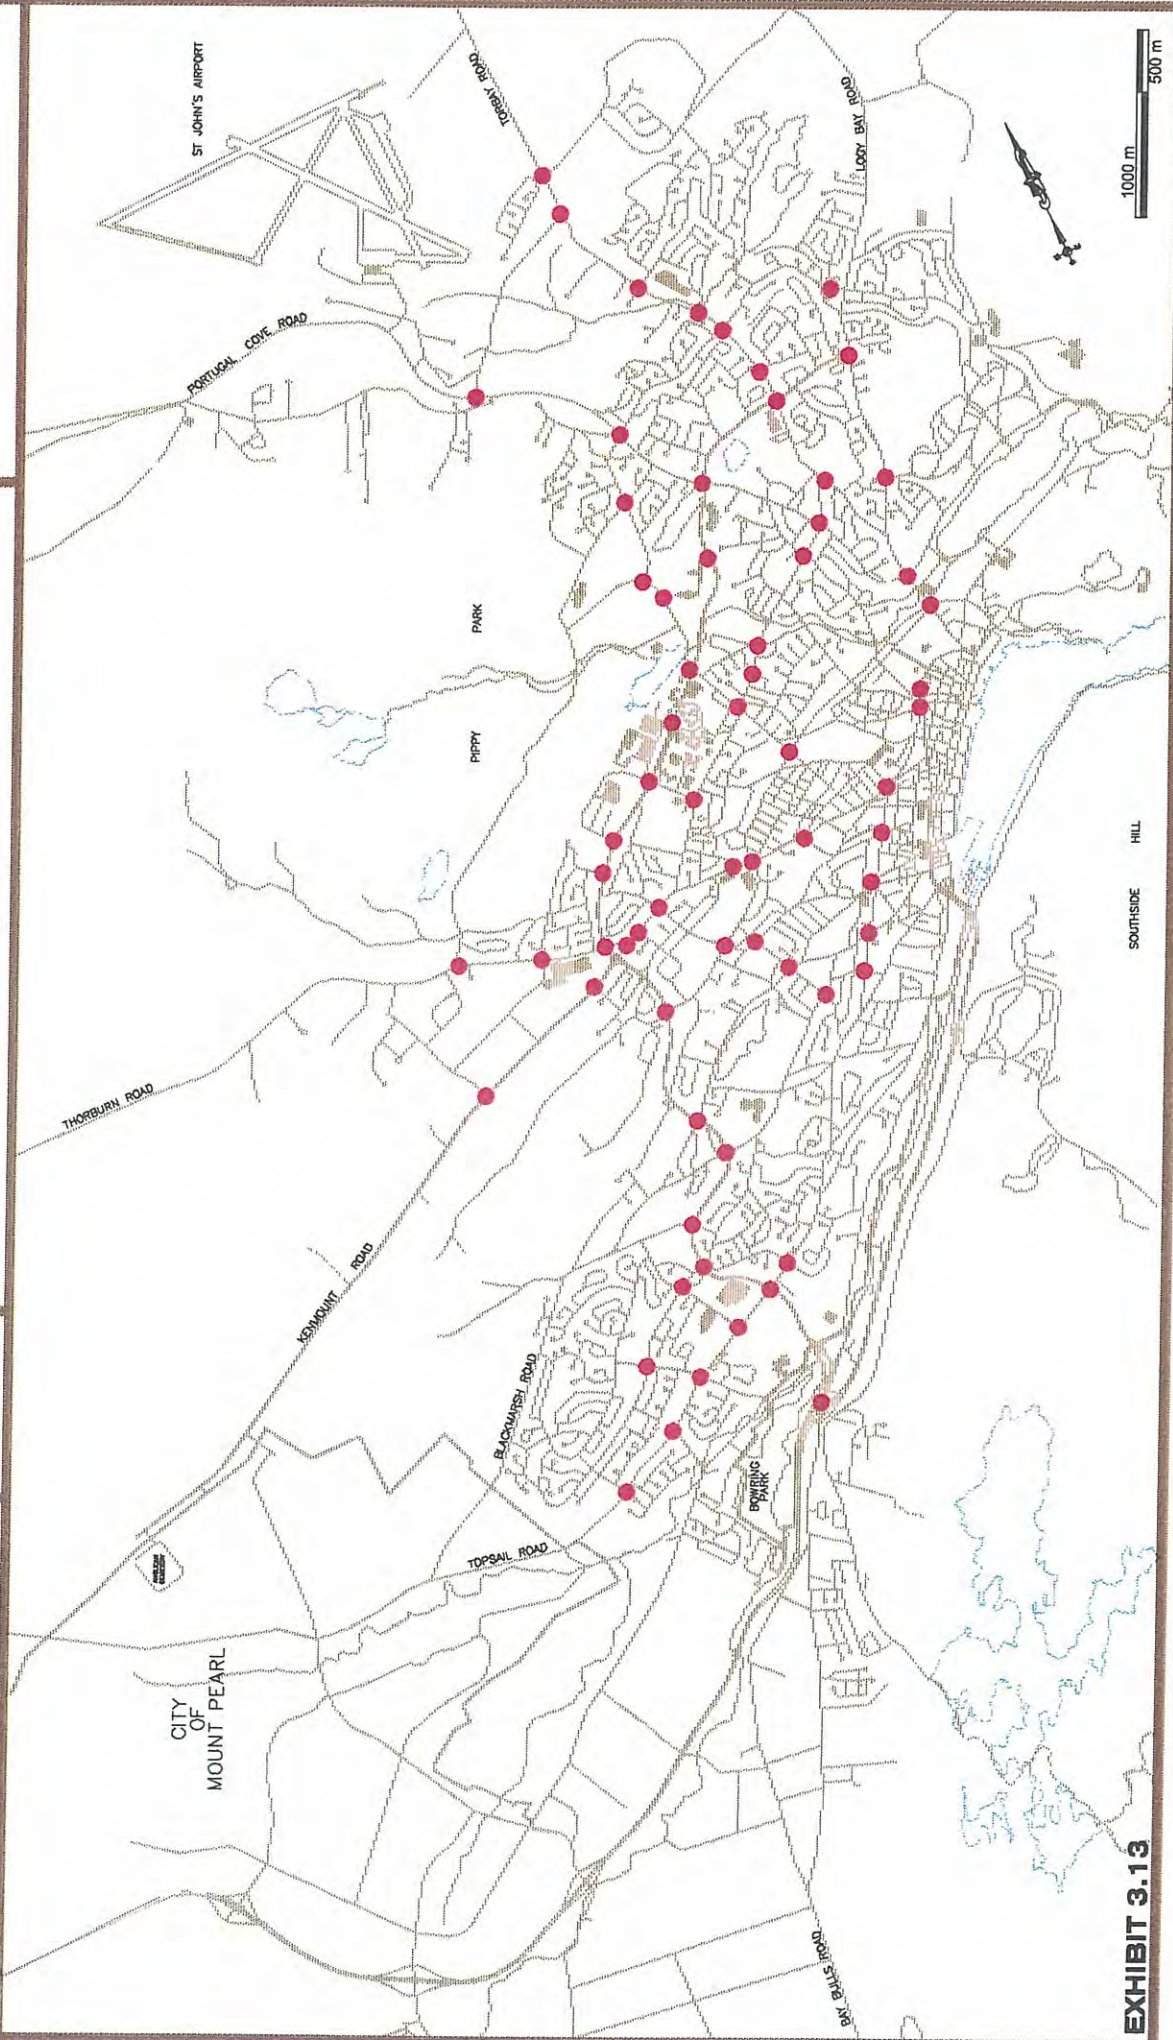 CITY
OF
MOUNT PEARL
THORBURN ROAD
KENMOUNT ROAD
PORTUGAL COVE ROAD
ST JOHN'S AIRPORT
TORBAY ROAD
PIPPY PARK
BLACKMARSH ROAD
TOPSAIL ROAD
BOWRING
PARK
LOGY BAY ROAD
BAY BULLS ROAD
SOUTHSIDE HILL
1000 m
500 m
EXHIBIT 3.13